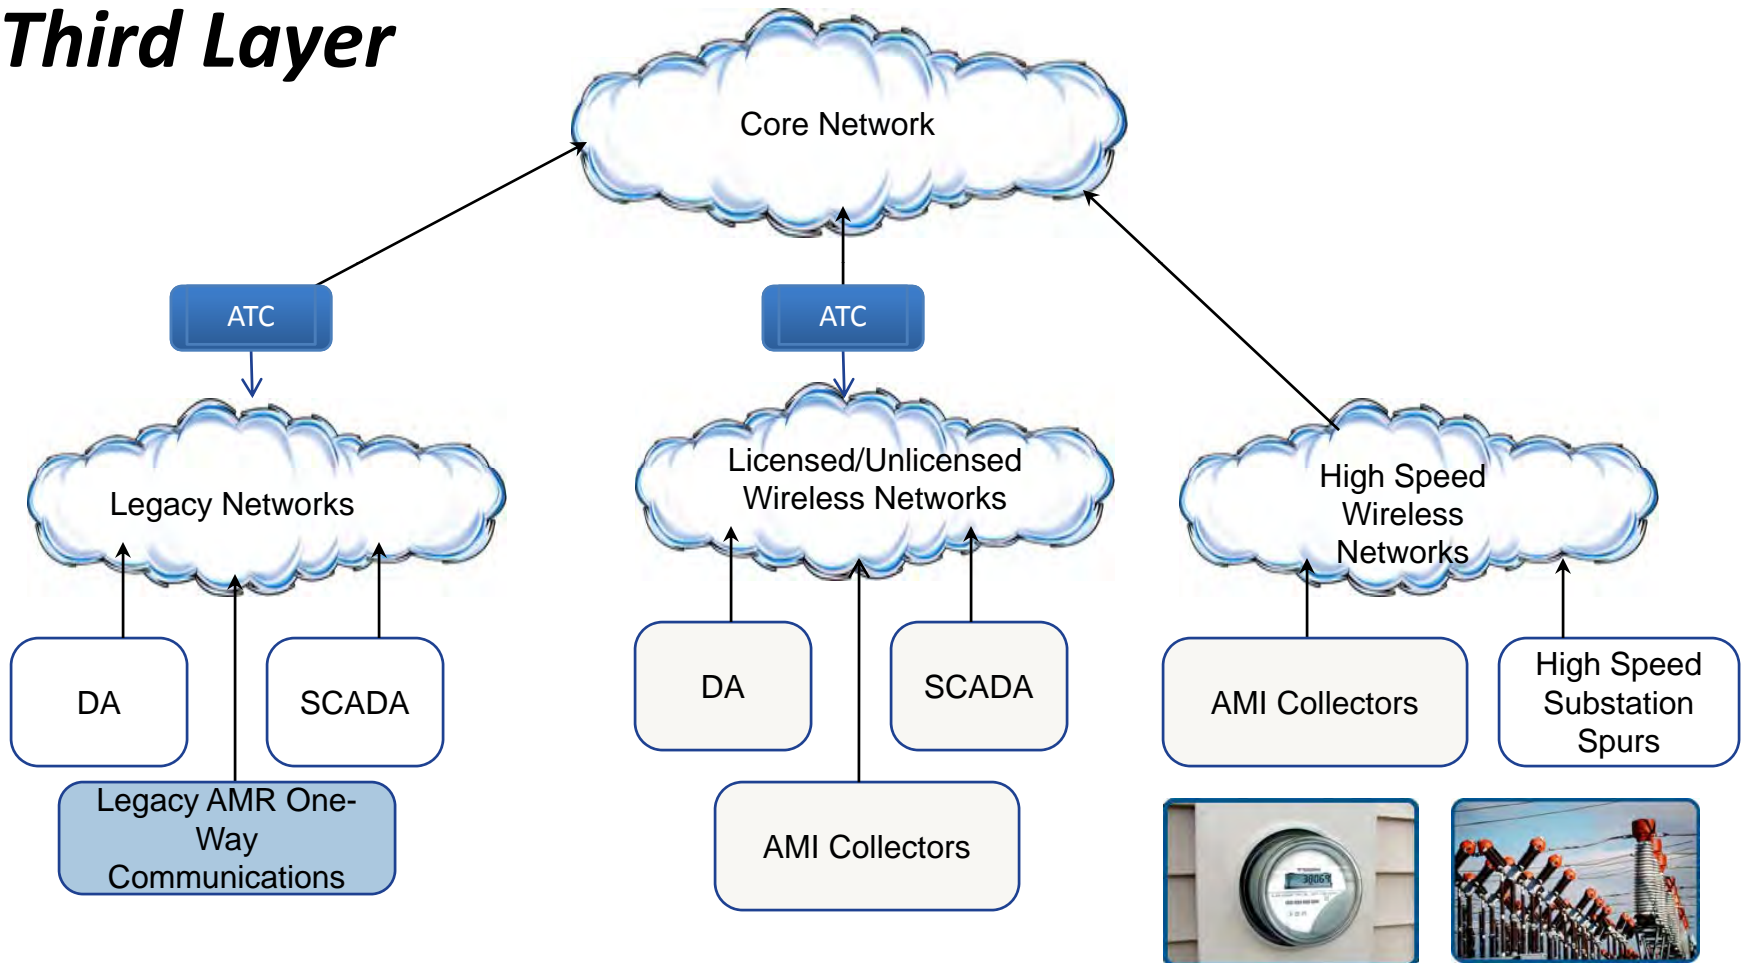 Third Layer
Core Network
ATC
ATC
Legacy Networks
Licensed/Unlicensed
Wireless Networks
High Speed
Wireless
Networks
DA
SCADA
DA
SCADA
AMI Collectors
High Speed
Substation
Spurs
Legacy AMR One-
Way
Communications
AMI Collectors
38069